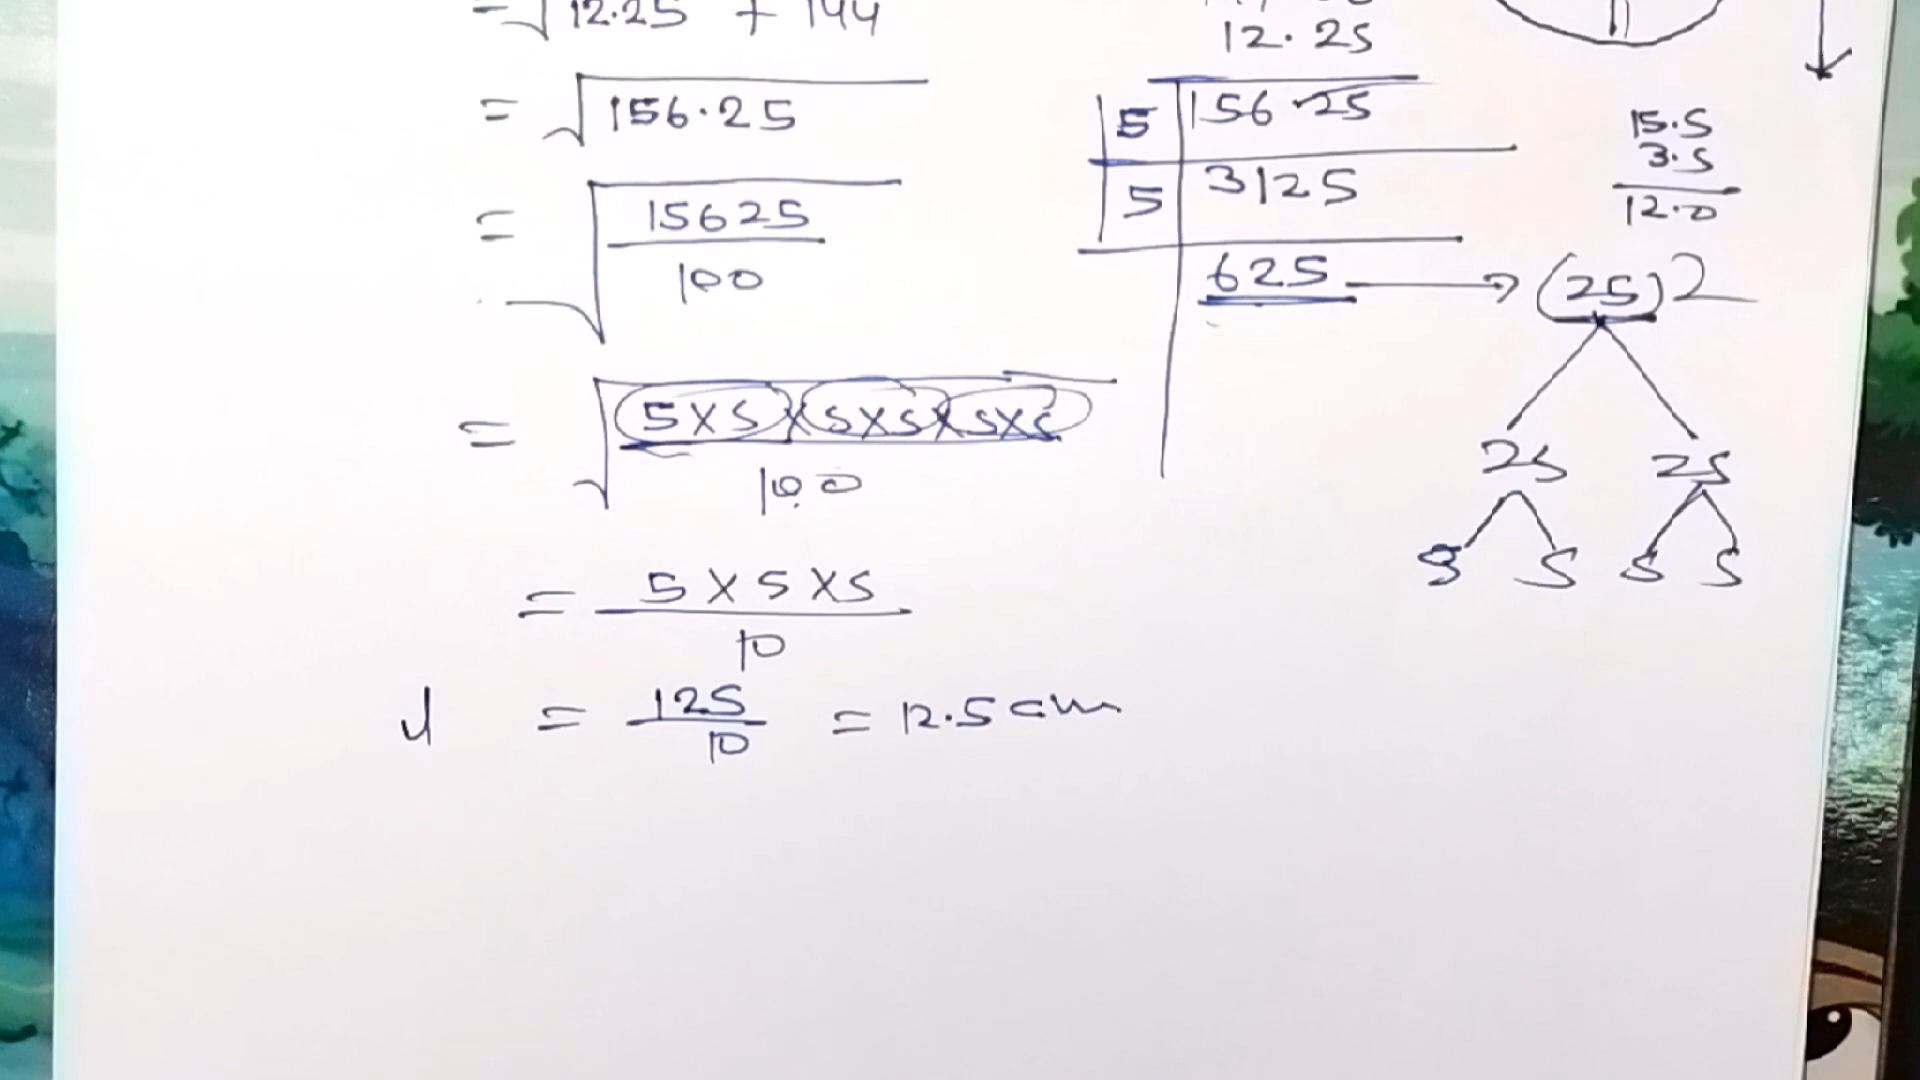 = √12.25 + 144
= √156.25
= √15625/100
= √5×5×5×5×5×5/100
= 5×5×5/10
l = 125/10 = 12.5 cm
12.25
5 | 156.25
5 | 3125
625 → (25)2
25 25
5 5 5 5
15.5
3.5
12.0